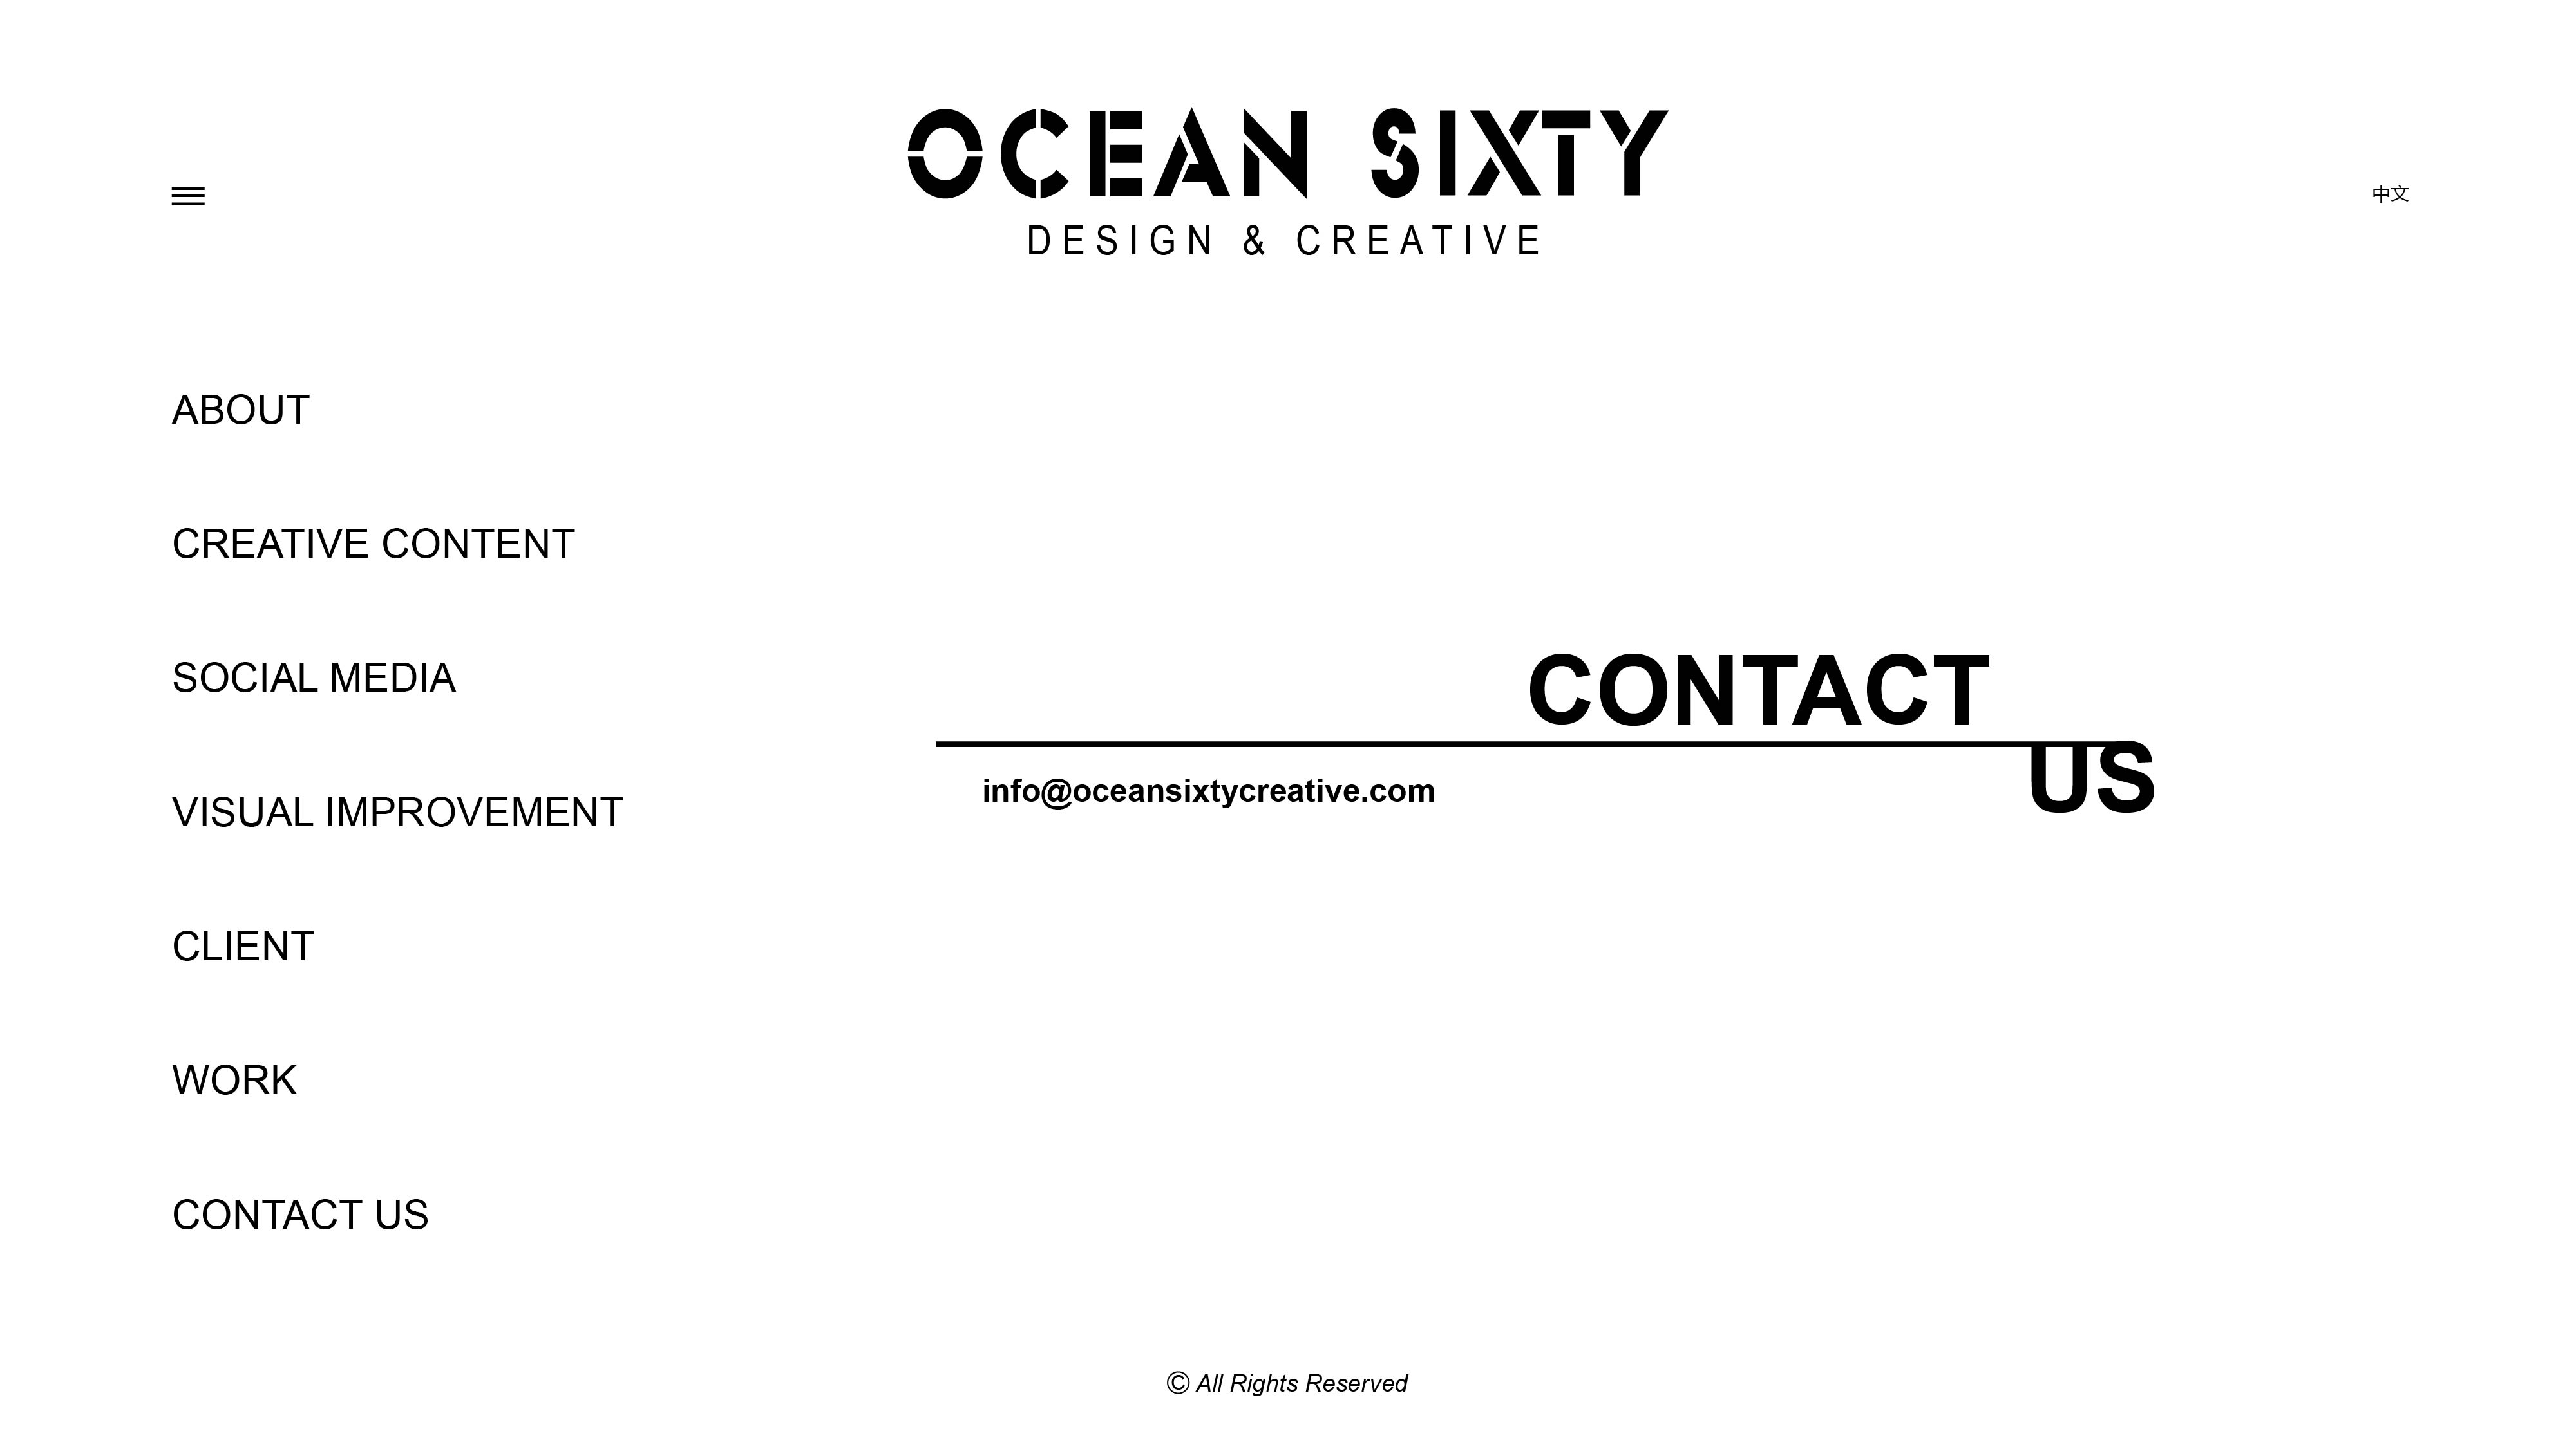 OCEAN SIXTY
DESIGN & CREATIVE
中文
ABOUT
CREATIVE CONTENT
SOCIAL MEDIA
VISUAL IMPROVEMENT
CLIENT
WORK
CONTACT US
CONTACT
US
info@oceansixtycreative.com
© All Rights Reserved